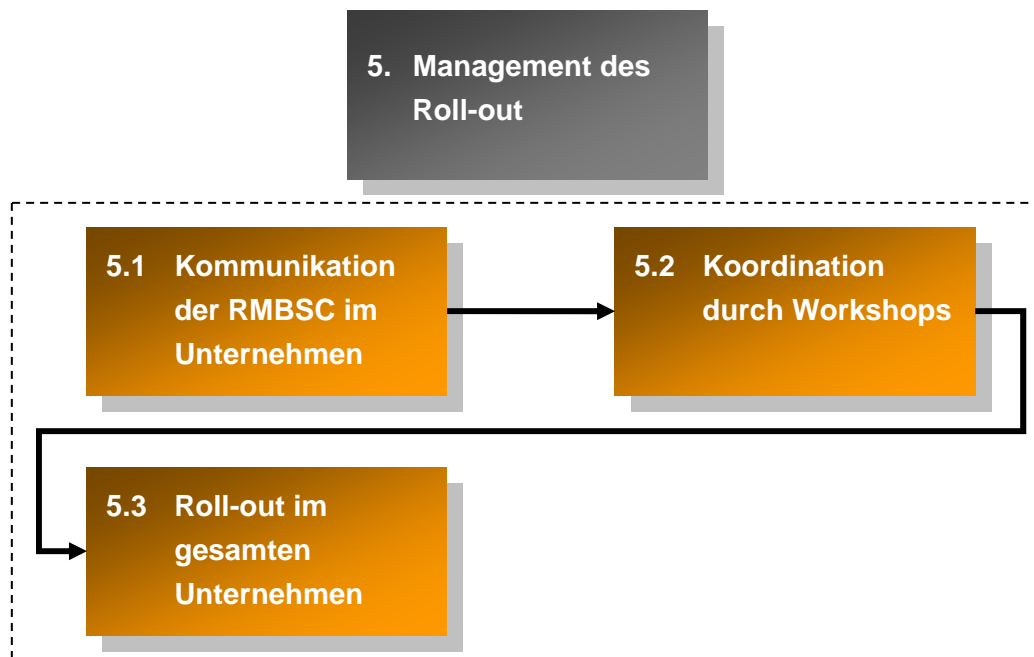 5. Management des
Roll-out
5.1 Kommunikation
der RMBSC im
Unternehmen
5.2 Koordination
durch Workshops
5.3 Roll-out im
gesamten
Unternehmen